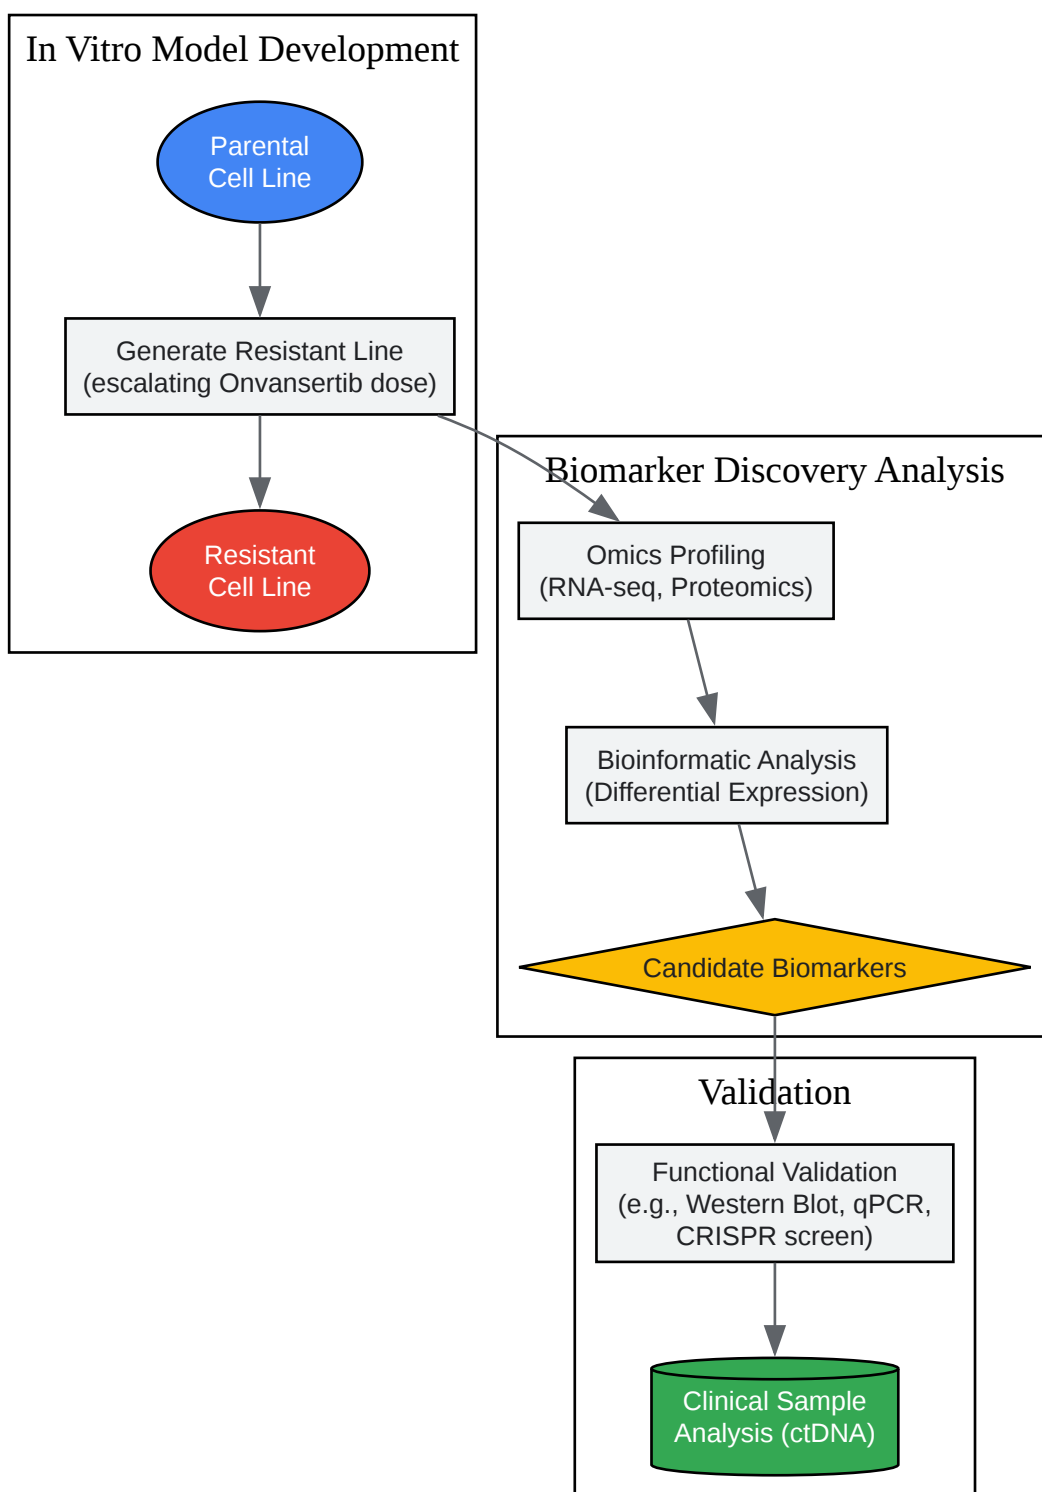 In Vitro Model Development
Parental
Cell Line
Generate Resistant Line
(escalating Onvansertib dose)
Resistant
Cell Line
Biomarker Discovery Analysis
Omics Profiling
(RNA-seq, Proteomics)
Bioinformatic Analysis
(Differential Expression)
Candidate Biomarkers
Validation
Functional Validation
(e.g., Western Blot, qPCR,
CRISPR screen)
Clinical Sample
Analysis (ctDNA)